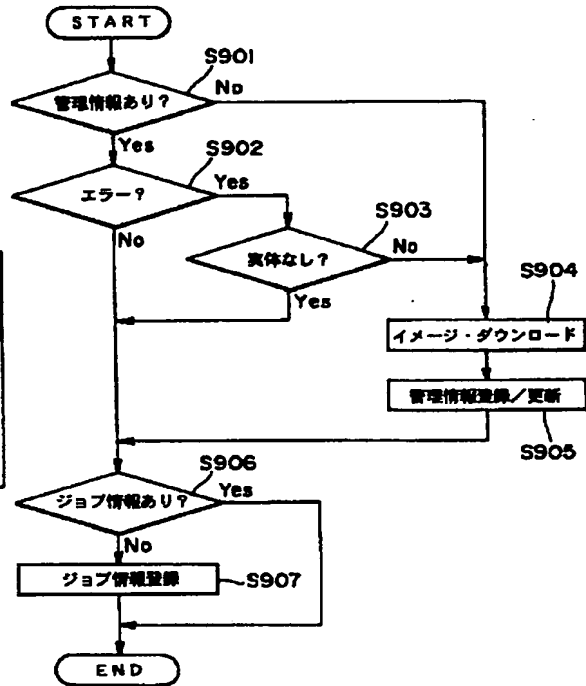 START
S901
管理情報あり?
No
Yes
S902
エラー?
Yes
No
S903
実体なし?
No
Yes
S904
イメージ・ダウンロード
管理情報登録/更新
S905
S906
ジョブ情報あり?
Yes
No
ジョブ情報登録
S907
END